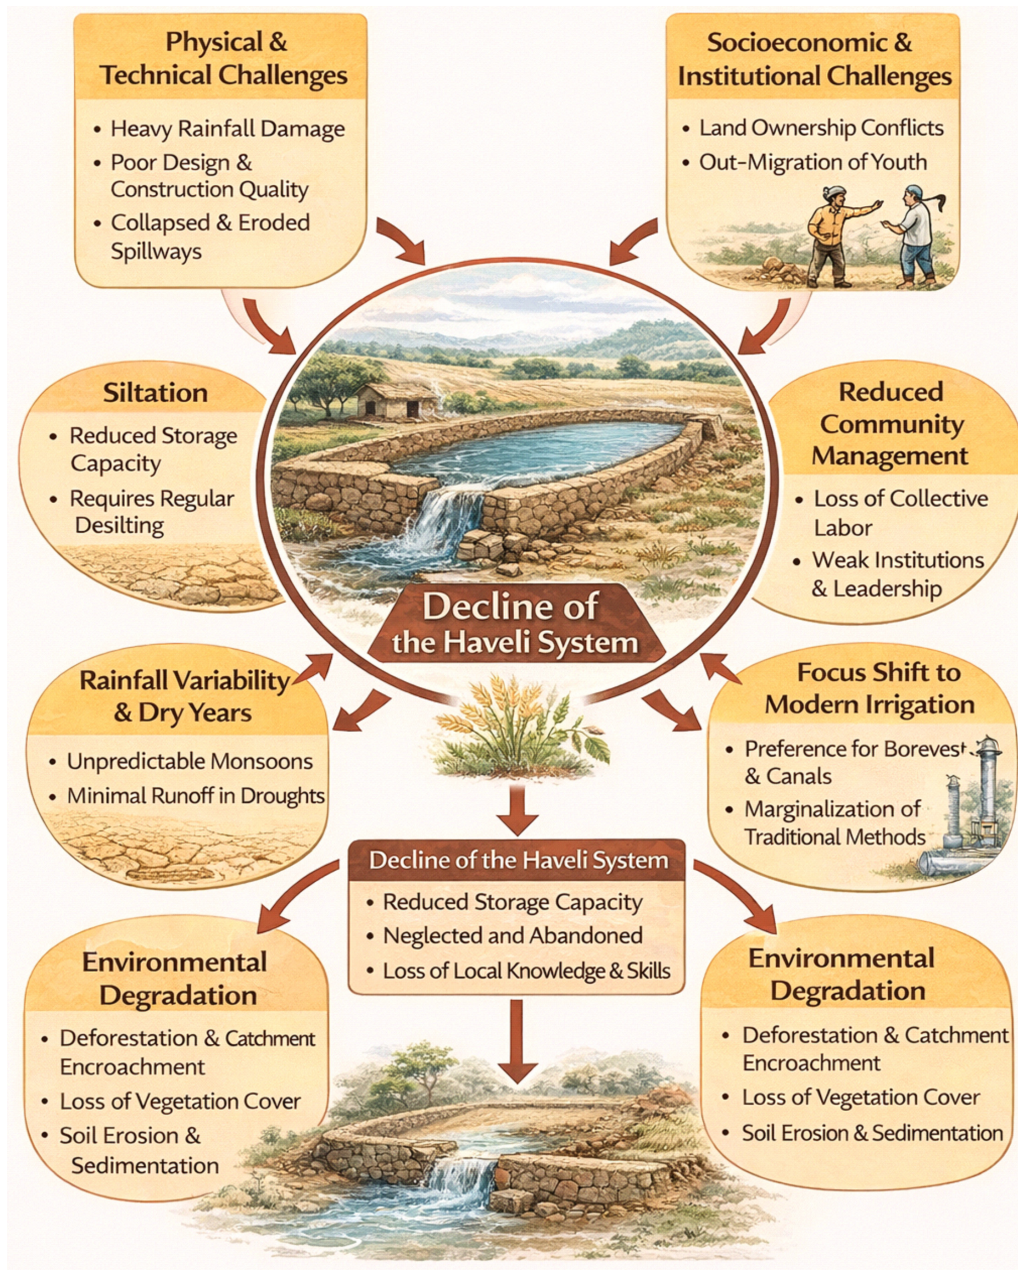 Physical &
Technical Challenges
• Heavy Rainfall Damage
• Poor Design &
Construction Quality
• Collapsed & Eroded
Spillways
Socioeconomic &
Institutional Challenges
• Land Ownership Conflicts
• Out-Migration of Youth
Siltation
• Reduced Storage
Capacity
• Requires Regular
Desilting
Reduced
Community
Management
• Loss of Collective
Labor
• Weak Institutions
& Leadership
Decline of
the Haveli System
Rainfall Variability
& Dry Years
• Unpredictable Monsoons
• Minimal Runoff in Droughts
Focus Shift to
Modern Irrigation
• Preference for Borevest
& Canals
• Marginalization of
Traditional Methods
Decline of the Haveli System
• Reduced Storage Capacity
• Neglected and Abandoned
• Loss of Local Knowledge & Skills
Environmental
Degradation
• Deforestation & Catchment
Encroachment
• Loss of Vegetation Cover
• Soil Erosion &
Sedimentation
Environmental
Degradation
• Deforestation & Catchment
Encroachment
• Loss of Vegetation Cover
• Soil Erosion & Sedimentation